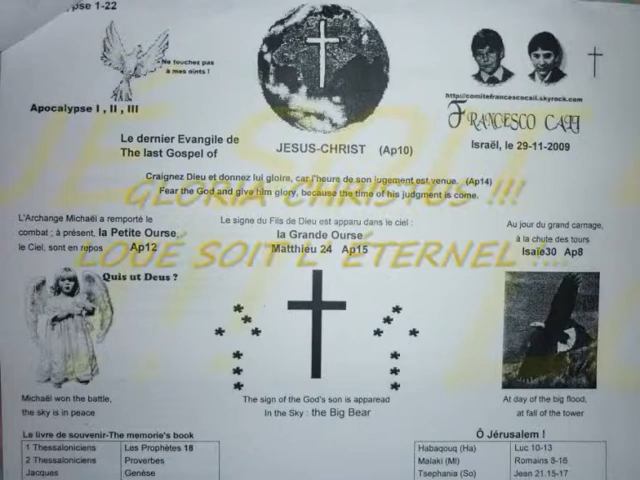 pse 1-22
Ne touchez pas
à mes oints !
Apocalypse I , II , III
http://comitefrancescocali.skyrock.com
FRANCESCO CALI
Israël, le 29-11-2009
Le dernier Evangile de
The last Gospel of
JESUS-CHRIST (Ap10)
Craignez Dieu et donnez lui gloire, car l'heure de son jugement est venue. (Ap14)
Fear the God and give him glory, because the time of his judgment is come.
GLORIA CHRISTUS !!!
L'Archange Michaël a remporté le
combat ; à présent, la Petite Ourse,
le Ciel, sont en repos Ap12
Le signe du Fils de Dieu est apparu dans le ciel :
la Grande Ourse
Matthieu 24 Ap15
Au jour du grand carnage,
à la chute des tours
Isaïe30 Ap8
LOUÉ SOIT L' ÉTERNEL !
Quis ut Deus ?
Michaël won the battle,
the sky is in peace
The sign of the God's son is apparead
In the Sky : the Big Bear
At day of the big flood,
at fall of the tower
Le livre de souvenir-The memorie's book
1 Thessaloniciens Les Prophètes 18
2 Thessaloniciens Proverbes
Jacques Genèse
Ô Jérusalem !
Habaqouq (Ha) Luc 10-13
Malaki (Ml) Romains 8-16
Tsephania (So) Jean 21.15-17